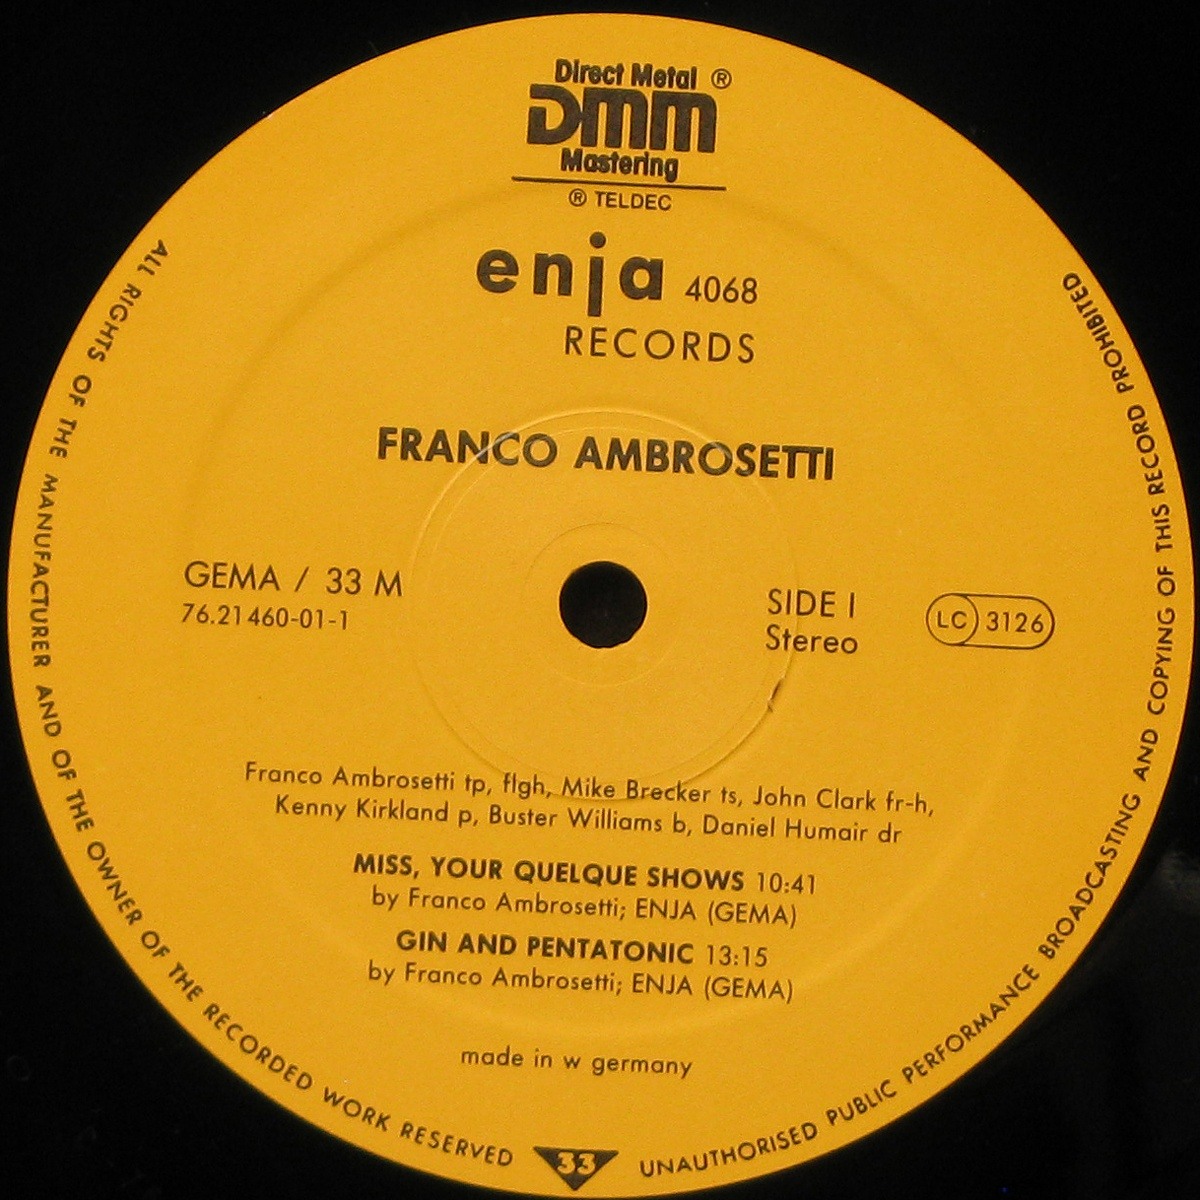 Direct Metal ®
DMM
Mastering
® TELDEC
enja 4068
RECORDS
FRANCO AMBROSETTI
GEMA / 33 M
76.21460-01-1
SIDE I
Stereo
LC 3126
Franco Ambrosetti tp, flgh, Mike Brecker ts, John Clark fr-h,
Kenny Kirkland p, Buster Williams b, Daniel Humair dr
MISS, YOUR QUELQUE SHOWS 10:41
by Franco Ambrosetti; ENJA (GEMA)
GIN AND PENTATONIC 13:15
by Franco Ambrosetti; ENJA (GEMA)
made in w germany
ALL RIGHTS OF THE MANUFACTURER AND OF THE OWNER OF THE RECORDED WORK RESERVED
33
UNAUTHORISED PUBLIC PERFORMANCE BROADCASTING AND COPYING OF THIS RECORD PROHIBITED